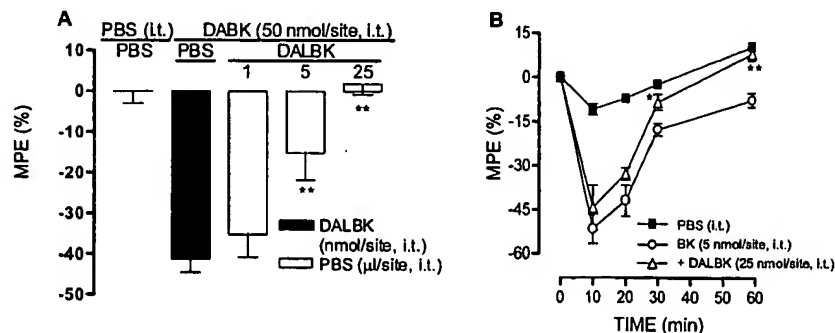 A
PBS (i.t.) DABK (50 nmol/site, i.t.)
PBS PBS DALBK
1 5 25
10
0
-10
-20
-30
-40
-50
MPE (%)
**
**
DALBK
(nmol/site, i.t.)
PBS (µl/site, i.t.)
B
15
0
-15
-30
-45
-60
MPE (%)
*
**
PBS (i.t.)
BK (5 nmol/site, i.t.)
+ DALBK (25 nmol/site, i.t.)
0 10 20 30 40 50 60
TIME (min)